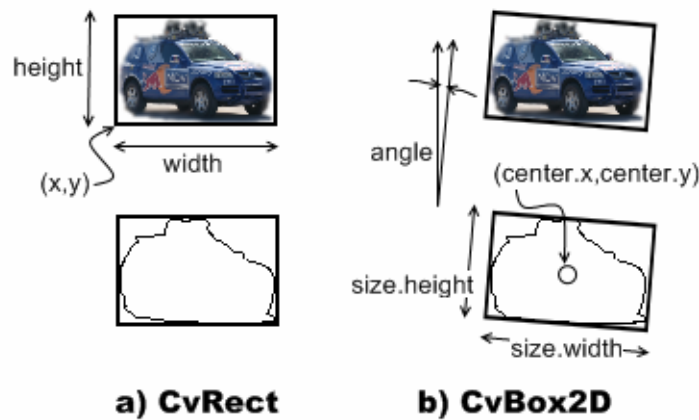 height
(x,y)
width
angle
(center.x,center.y)
size.height
size.width
a) CvRect
b) CvBox2D